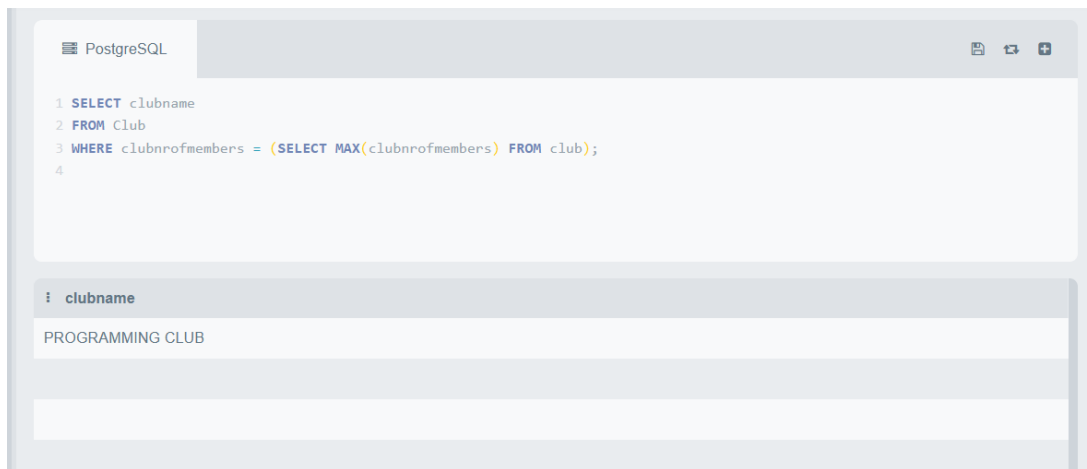 PostgreSQL
1 SELECT clubname
2 FROM Club
3 WHERE clubnrofmembers = (SELECT MAX(clubnrofmembers) FROM club);
4
clubname
PROGRAMMING CLUB